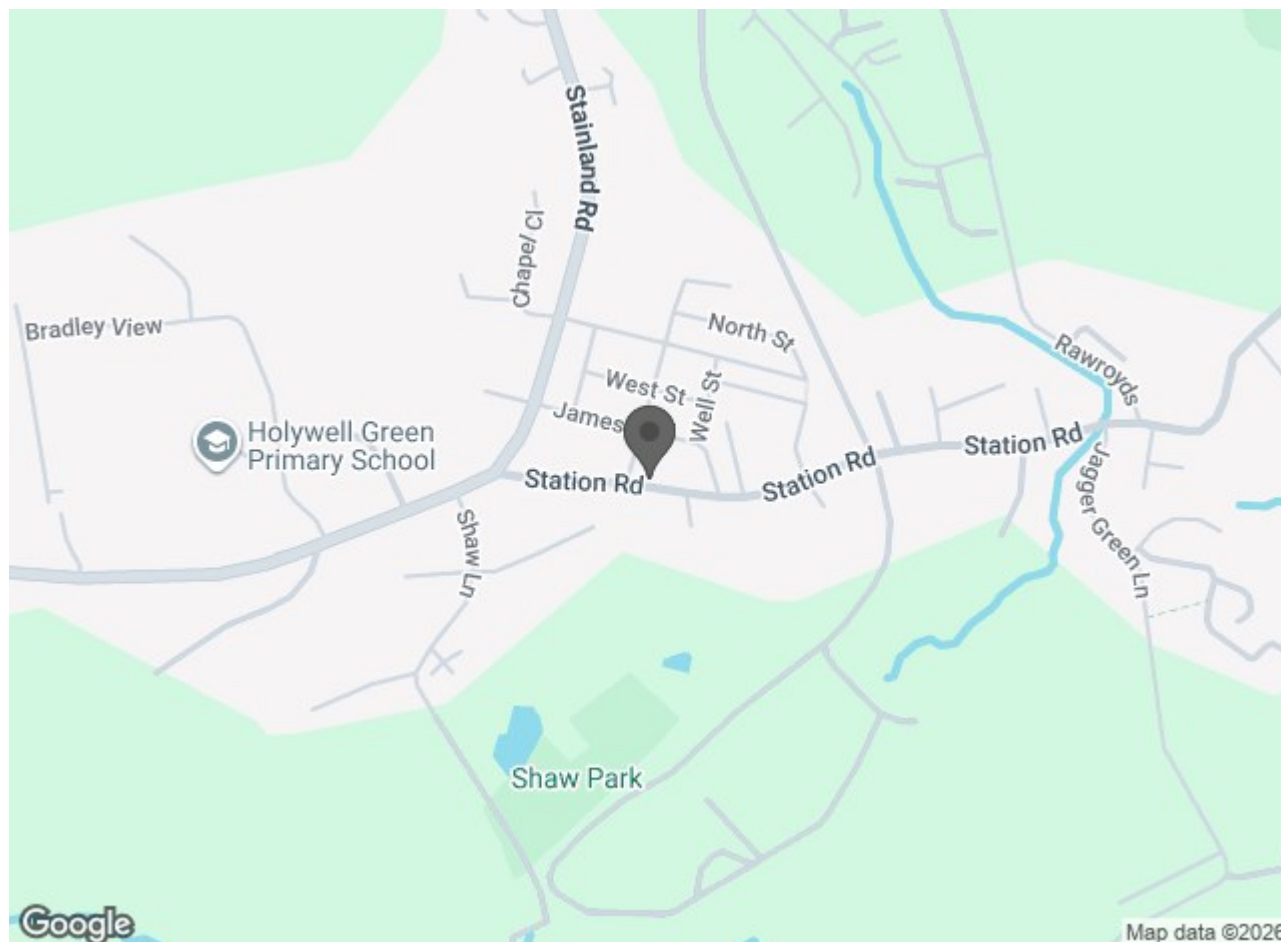 Stainland Rd
Chapel Cl
Bradley View
North St
Rawroyds
West St
Well St
James
Holywell Green
Primary School
Station Rd
Station Rd
Station Rd
Jagger Green Ln
Shaw Ln
Shaw Park
Google
Map data ©2026